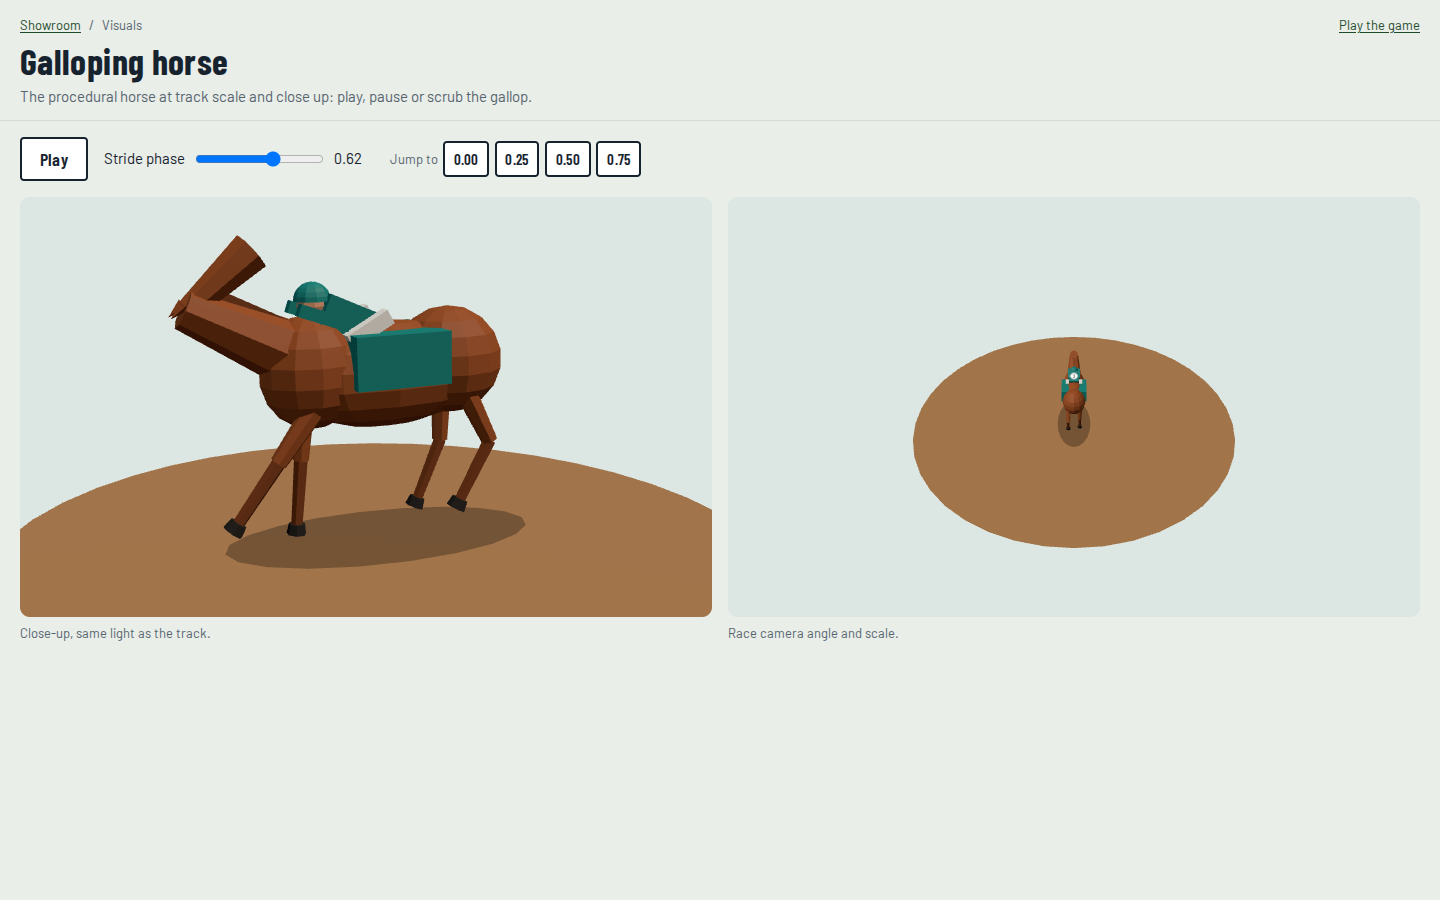 Showroom / Visuals
Play the game
Galloping horse
The procedural horse at track scale and close up: play, pause or scrub the gallop.
Play Stride phase 0.62 Jump to 0.00 0.25 0.50 0.75
Close-up, same light as the track.
Race camera angle and scale.